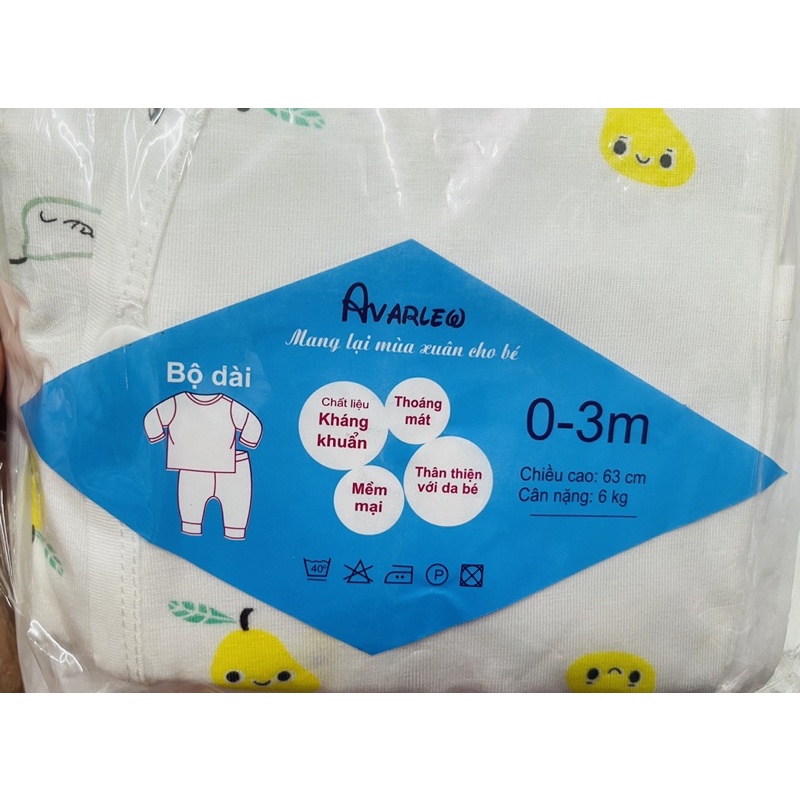 AVARLEW
Mang lại mùa xuân cho bé
Bộ dài
Chất liệu
Kháng
khuẩn
Thoáng
mát
Mềm
mại
Thân thiện
với da bé
0-3m
Chiều cao: 63 cm
Cân nặng: 6 kg
40⁰
P